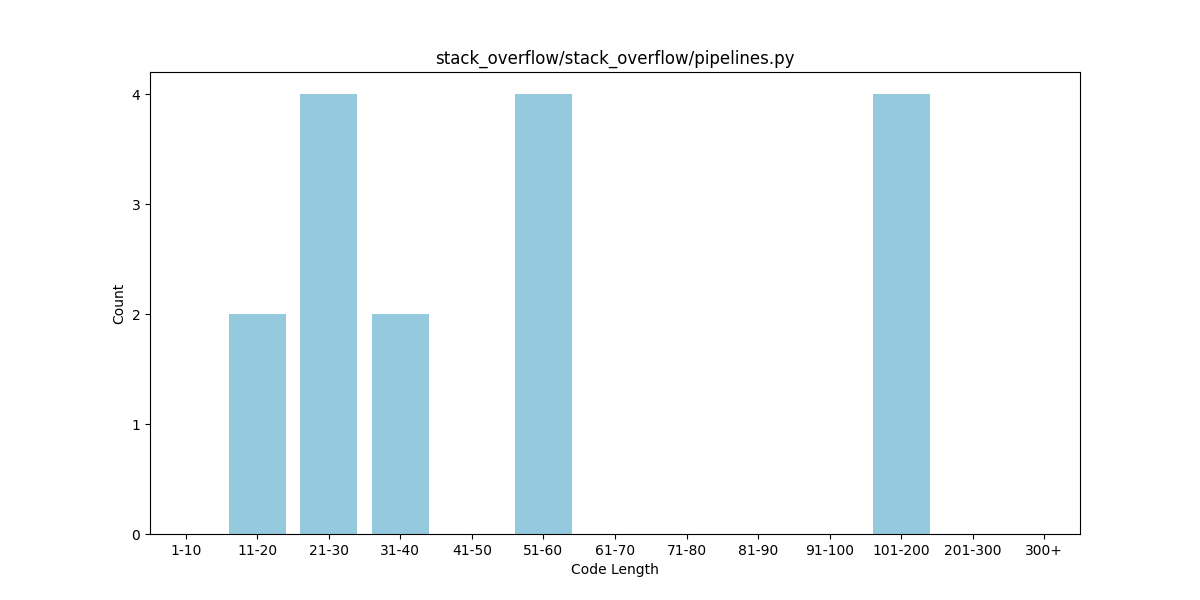 stack_overflow/stack_overflow/pipelines.py
4
3
2
1
0
Count
1-10 11-20 21-30 31-40 41-50 51-60 61-70 71-80 81-90 91-100 101-200 201-300 300+
Code Length